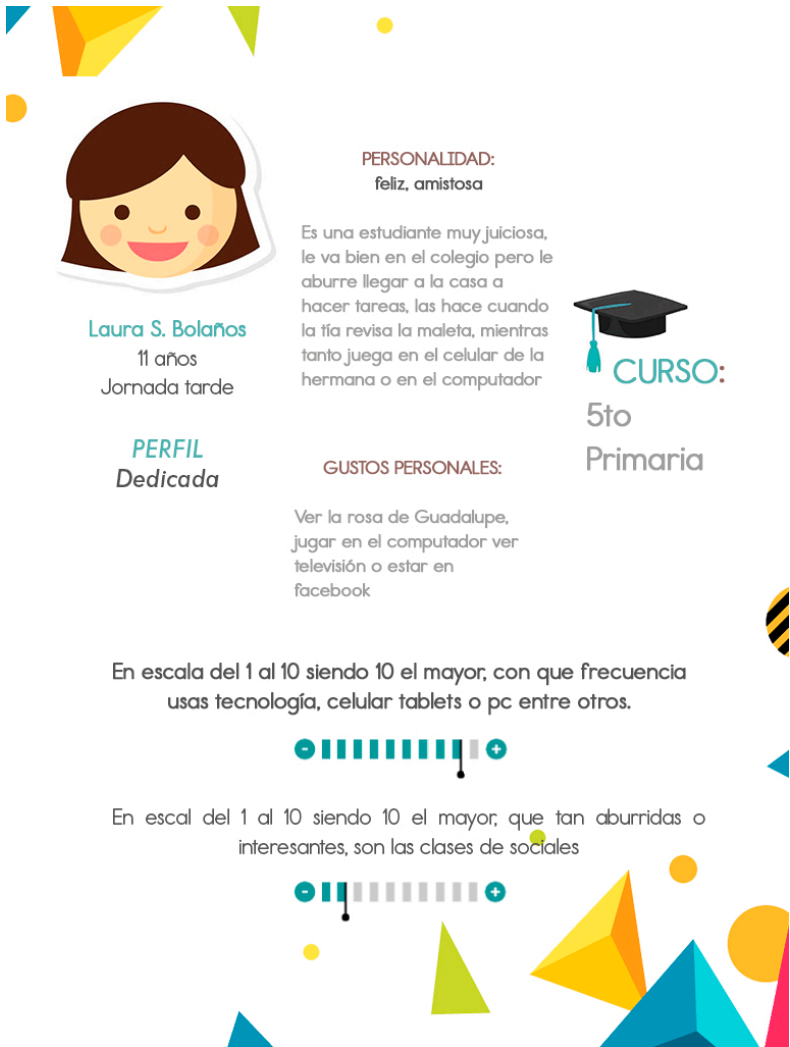 Laura S. Bolaños
11 años
Jornada tarde
PERFIL
Dedicada
PERSONALIDAD:
feliz, amistosa
Es una estudiante muy juiciosa,
le va bien en el colegio pero le
aburre llegar a la casa a
hacer tareas, las hace cuando
la tía revisa la maleta, mientras
tanto juega en el celular de la
hermana o en el computador
GUSTOS PERSONALES:
Ver la rosa de Guadalupe,
jugar en el computador ver
televisión o estar en
facebook
CURSO:
5to
Primaria
En escala del 1 al 10 siendo 10 el mayor, con que frecuencia
usas tecnología, celular tablets o pc entre otros.
- +
En escal del 1 al 10 siendo 10 el mayor, que tan aburridas o
interesantes, son las clases de sociales
- +